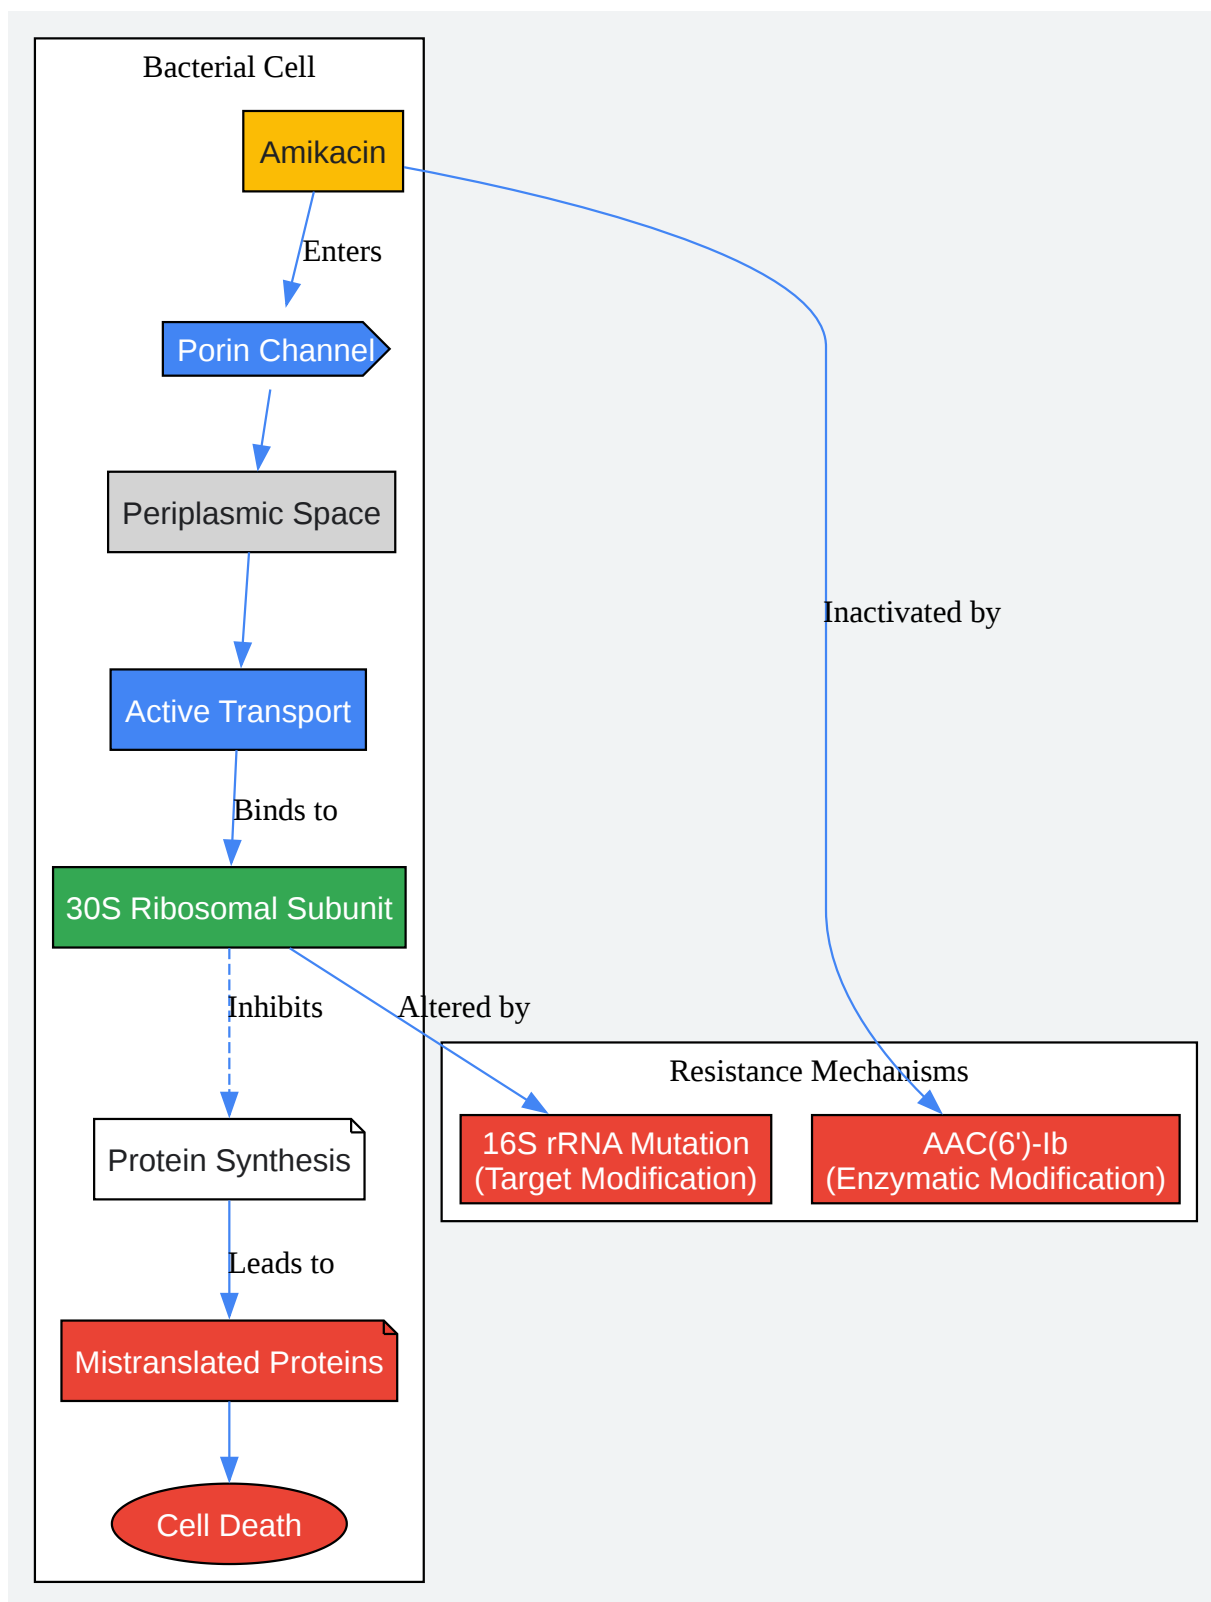 Bacterial Cell
Amikacin
Enters
Porin Channel
Periplasmic Space
Inactivated by
Active Transport
Binds to
30S Ribosomal Subunit
Inhibits
Altered by
Resistance Mechanisms
16S rRNA Mutation
(Target Modification)
AAC(6')-Ib
(Enzymatic Modification)
Protein Synthesis
Leads to
Mistranslated Proteins
Cell Death